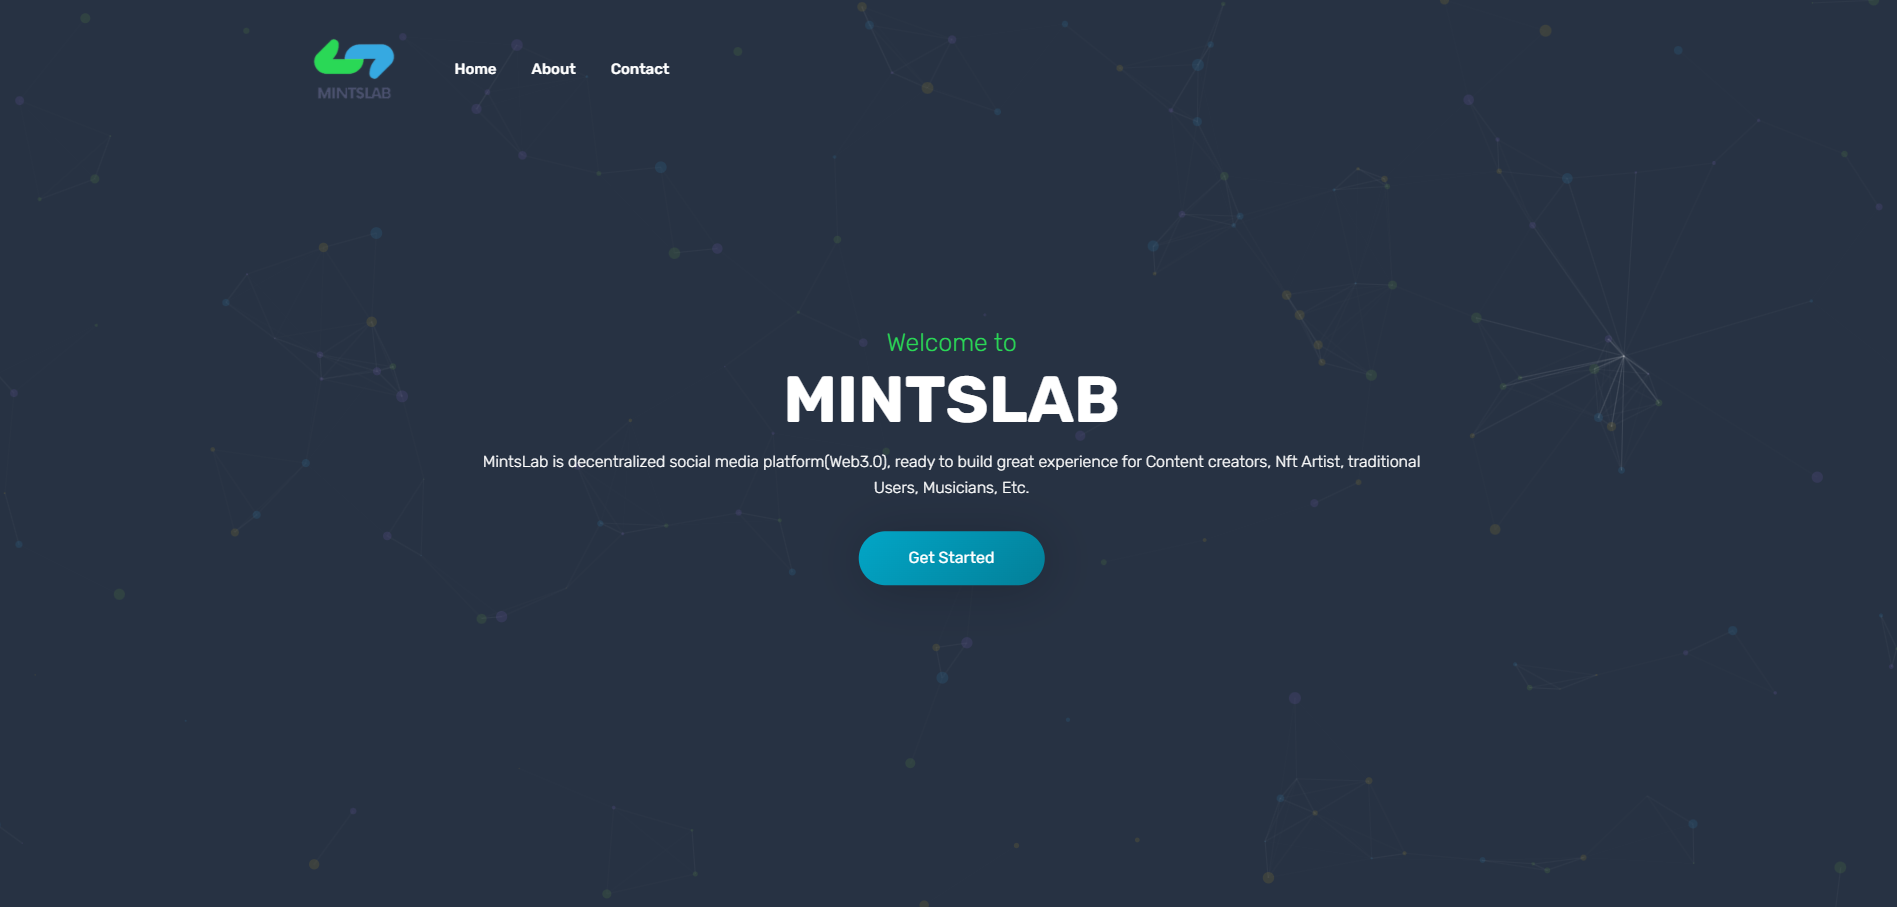 MINTSLAB
Home About Contact
Welcome to
MINTSLAB
MintsLab is decentralized social media platform(Web3.0), ready to build great experience for Content creators, Nft Artist, traditional
Users, Musicians, Etc.
Get Started